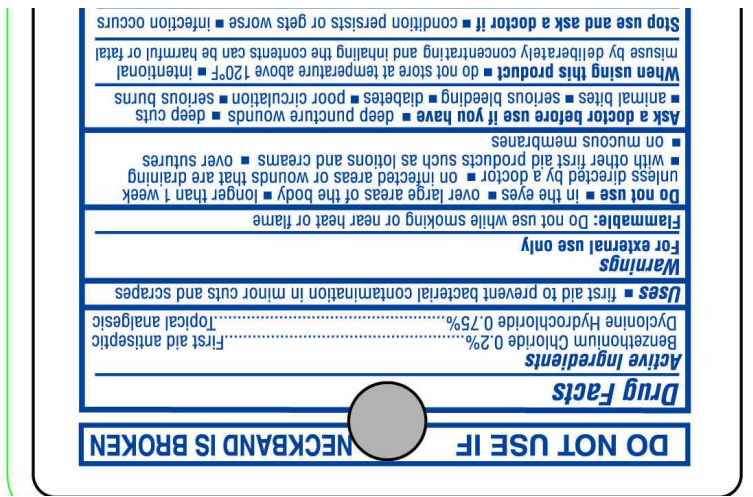 DO NOT USE IF NECKBAND IS BROKEN
Drug Facts
Active Ingredients
Benzethonium Chloride 0.2%......................................................First aid antiseptic
Dyclonine Hydrochloride 0.75%....................................................Topical analgesic
Uses ■ first aid to prevent bacterial contamination in minor cuts and scrapes
Warnings
For external use only
Flammable: Do not use while smoking or near heat or flame
Do not use ■ in the eyes ■ over large areas of the body ■ longer than 1 week
unless directed by a doctor ■ on infected areas or wounds that are draining
■ with other first aid products such as lotions and creams ■ over sutures
■ on mucous membranes
Ask a doctor before use if you have ■ deep puncture wounds ■ deep cuts
■ animal bites ■ serious bleeding ■ diabetes ■ poor circulation ■ serious burns
When using this product ■ do not store at temperature above 120°F ■ intentional
misuse by deliberately concentrating and inhaling the contents can be harmful or fatal
Stop use and ask a doctor if ■ condition persists or gets worse ■ infection occurs